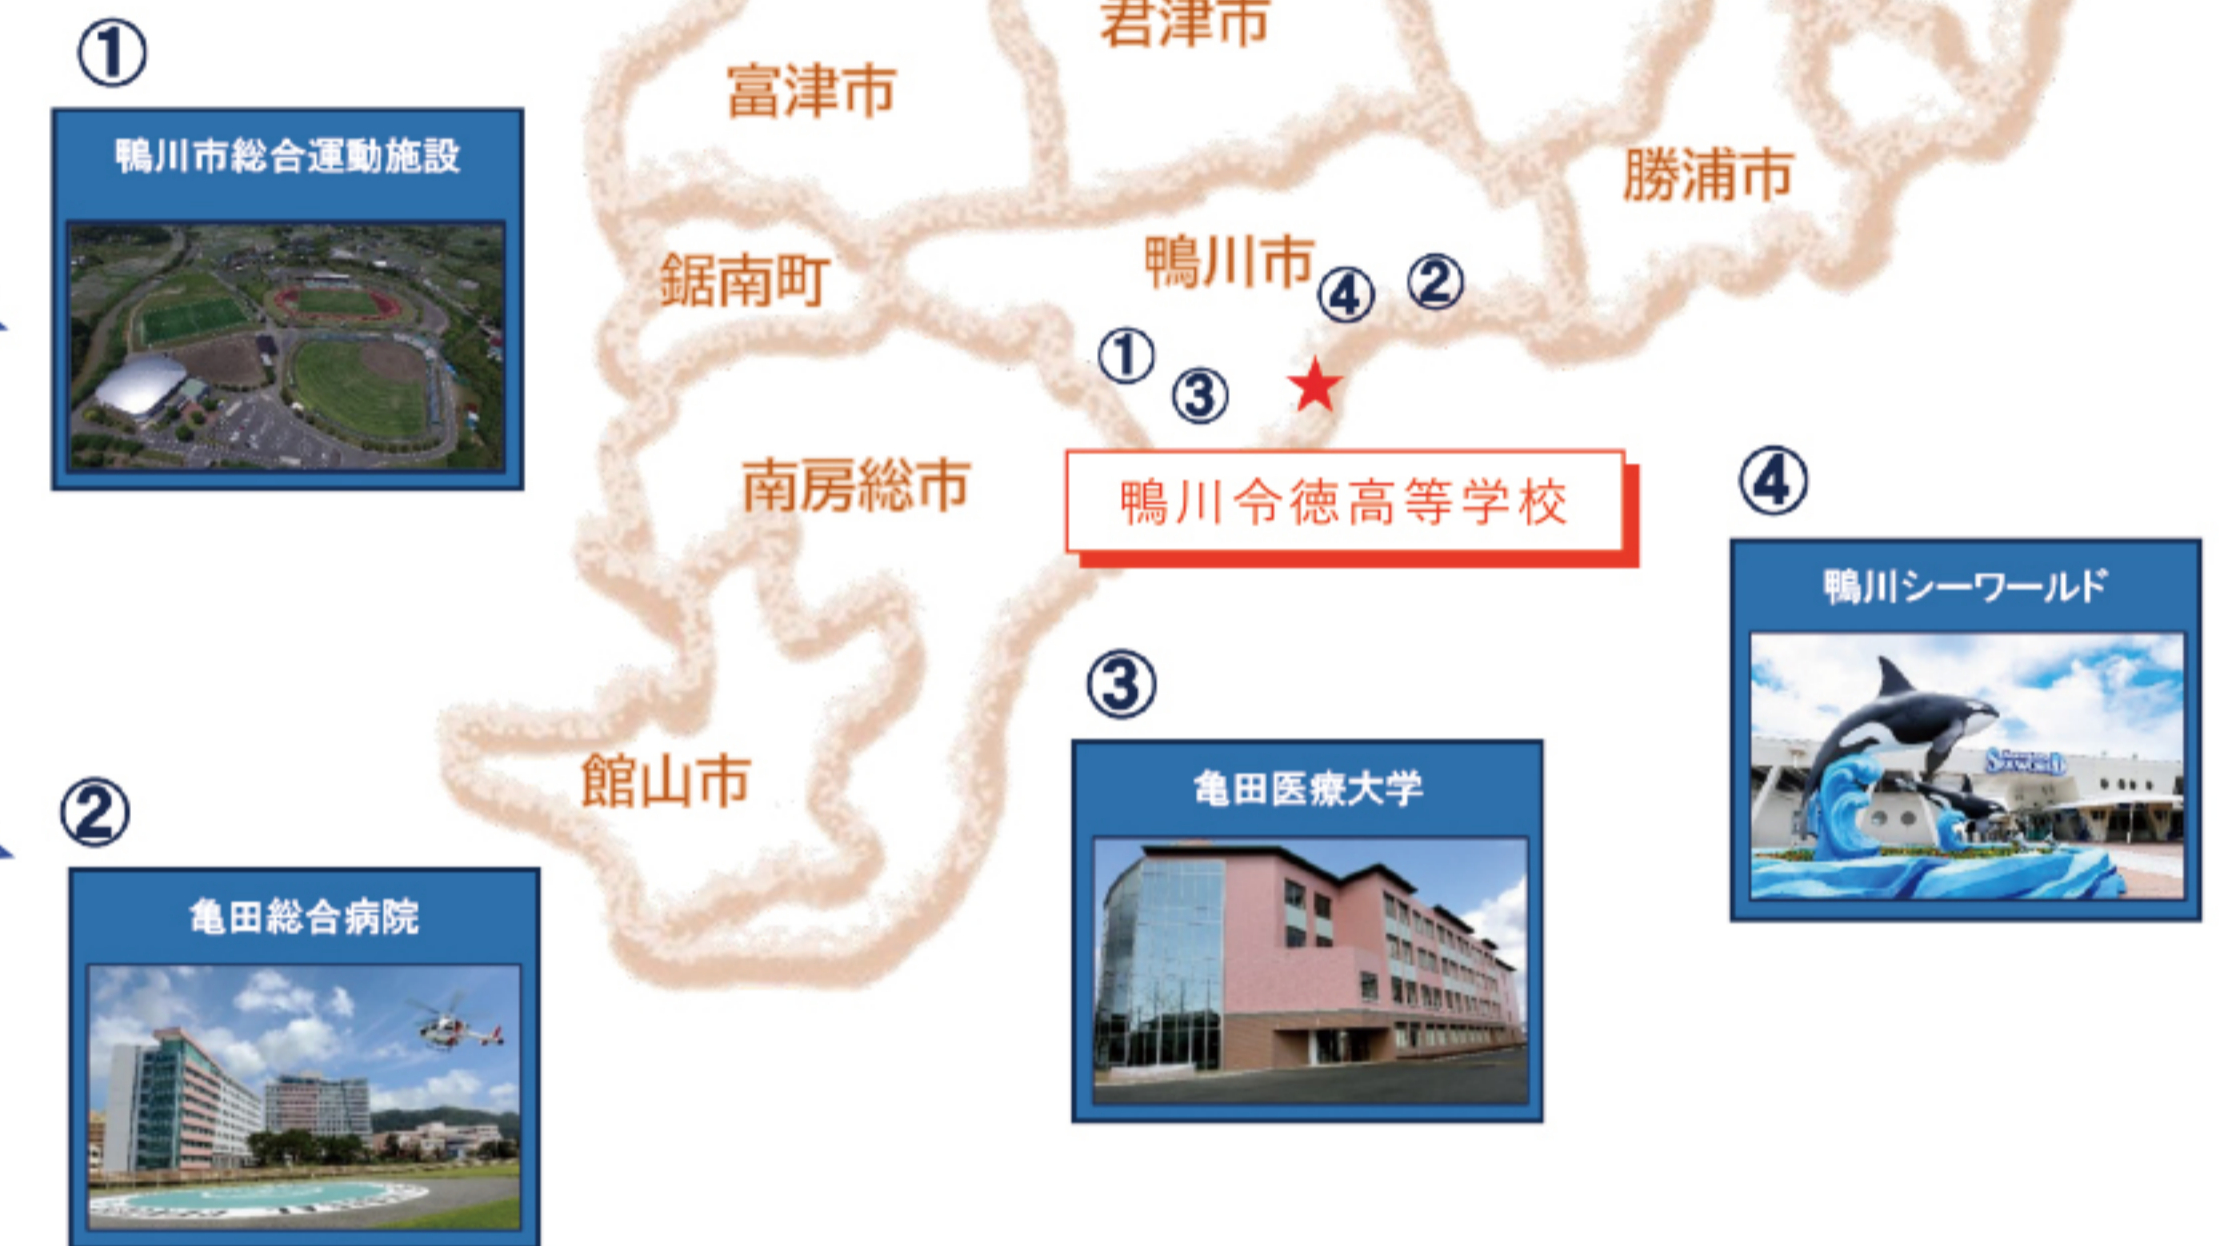 ①
鴨川市総合運動施設
君津市
富津市
勝浦市
鴨川市
鋸南町
④
②
①
③
南房総市
鴨川令徳高等学校
館山市
②
亀田総合病院
③
亀田医療大学
④
鴨川シーワールド